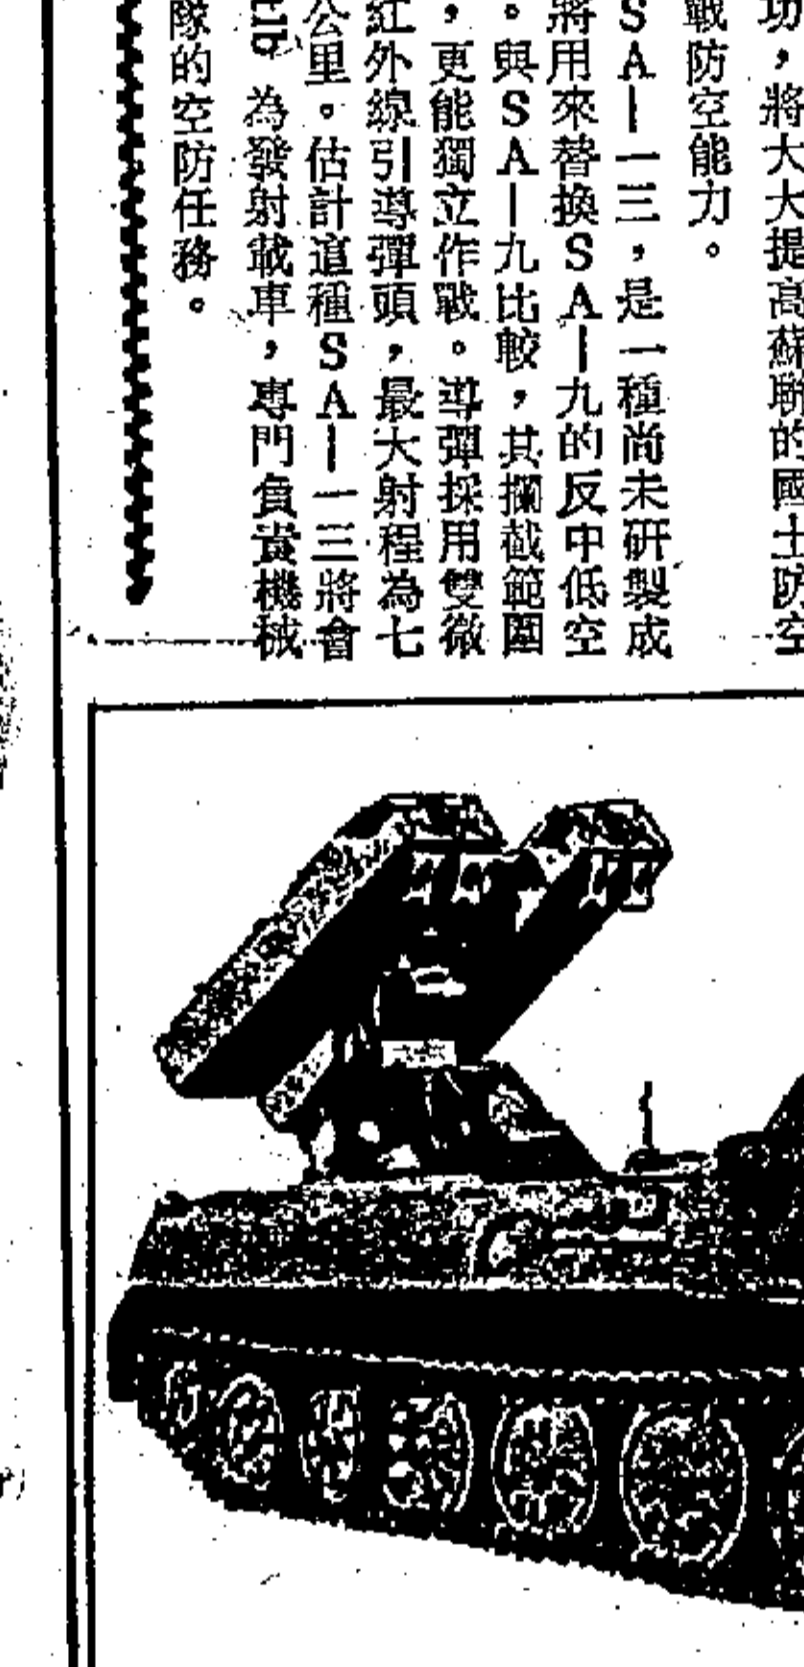 功，將大大提高蘇聯的國土防空
戰防空能力。
SA—一三，是一種尚未研製成
將用來替換SA—九的反中低空
。與SA—九比較，其攔截範圍
，更能獨立作戰。導彈採用雙微
紅外線引導彈頭，最大射程為七
公里。估計這種SA—一三將會
為發射載車，專門負責機械
隊的空防任務。